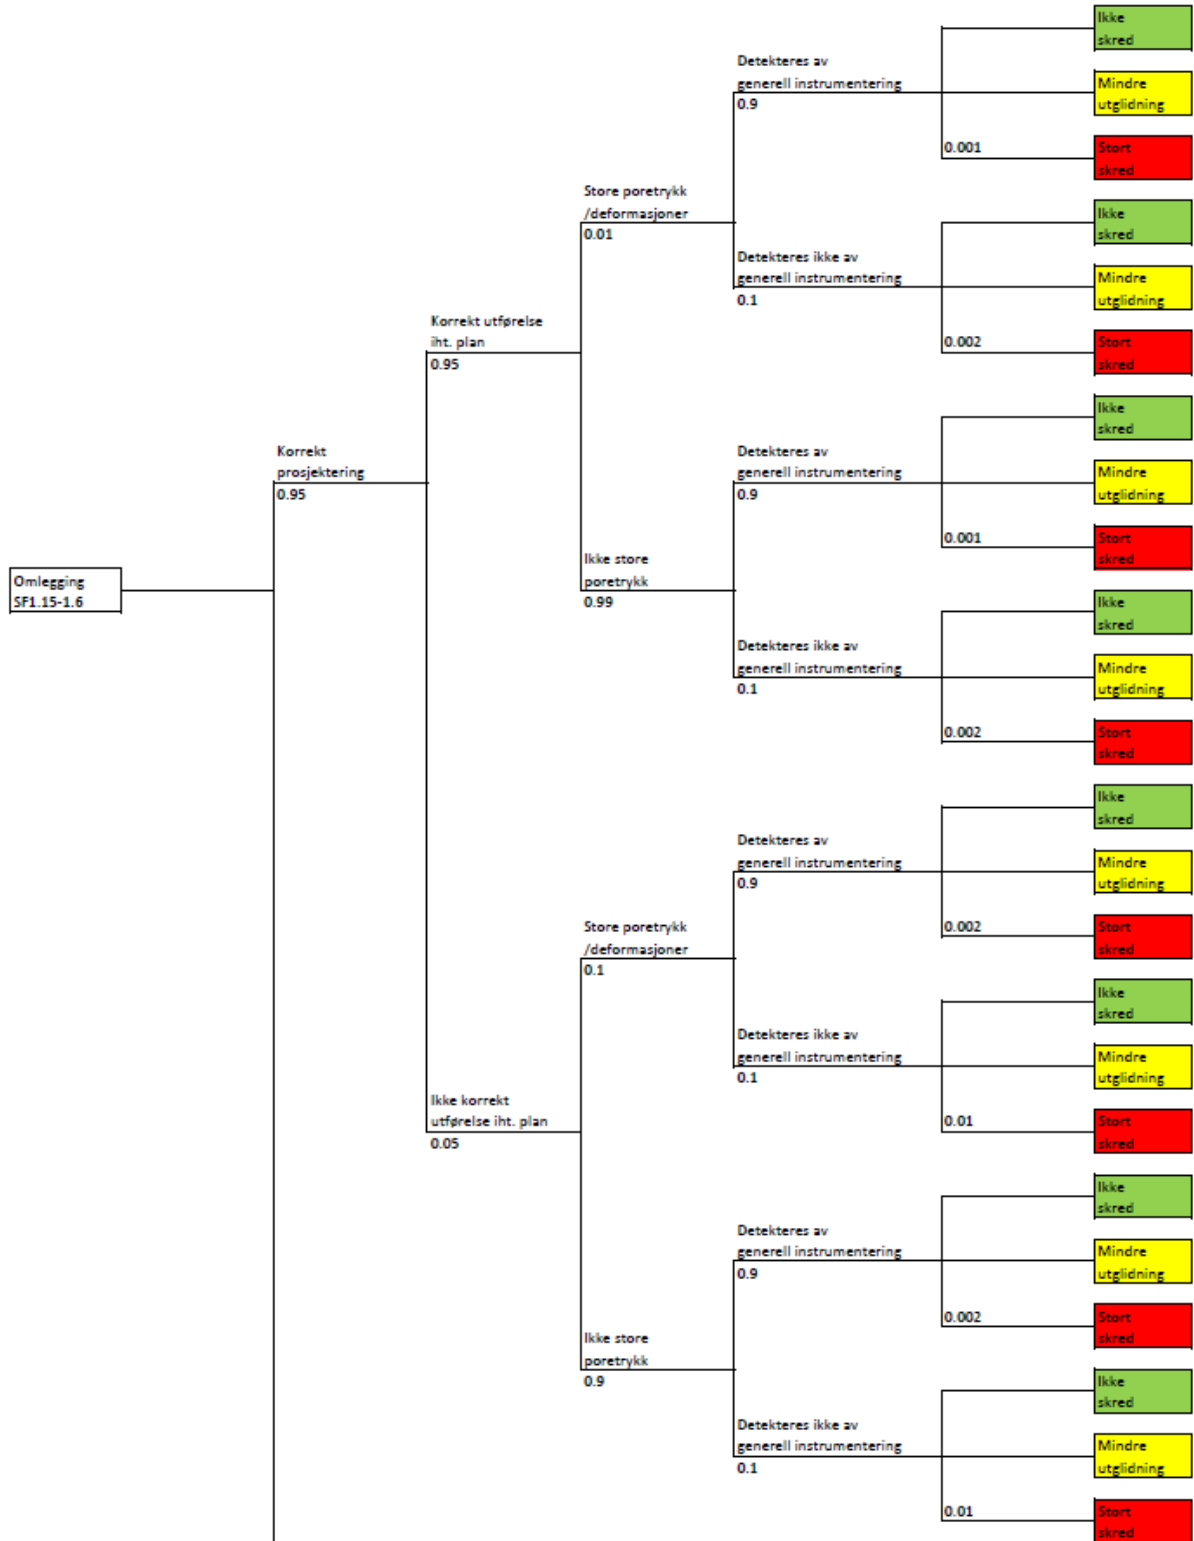 Ikke
skred
Detekteres av
generell instrumentering
0.9
Mindre
utglidning
0.001
Stort
skred
Store poretrykk
/deformasjoner
0.01
Ikke
skred
Detekteres ikke av
generell instrumentering
0.1
Mindre
utglidning
Korrekt utførelse
iht. plan
0.95
0.002
Stort
skred
Ikke
skred
Korrekt
prosjektering
0.95
Detekteres av
generell instrumentering
0.9
Mindre
utglidning
0.001
Stort
skred
Omlegging
SF1.15-1.6
Ikke store
poretrykk
0.99
Ikke
skred
Detekteres ikke av
generell instrumentering
0.1
Mindre
utglidning
0.002
Stort
skred
Ikke
skred
Detekteres av
generell instrumentering
0.9
Mindre
utglidning
0.002
Stort
skred
Store poretrykk
/deformasjoner
0.1
Ikke
skred
Detekteres ikke av
generell instrumentering
0.1
Mindre
utglidning
Ikke korrekt
utførelse iht. plan
0.05
0.01
Stort
skred
Ikke
skred
Detekteres av
generell instrumentering
0.9
Mindre
utglidning
0.002
Stort
skred
Ikke store
poretrykk
0.9
Ikke
skred
Detekteres ikke av
generell instrumentering
0.1
Mindre
utglidning
0.01
Stort
skred